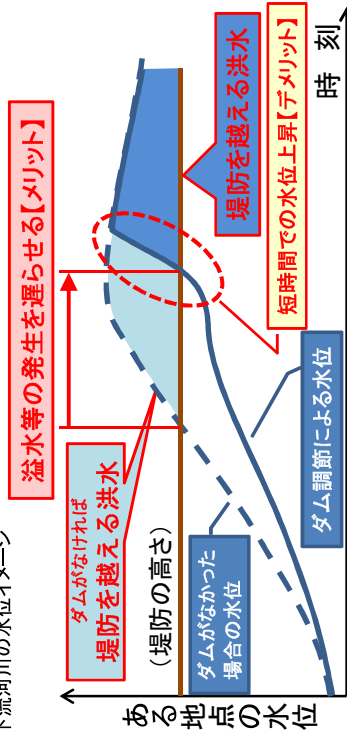 下流河川の水位イメージ
溢水等の発生を遅らせる【メリット】
ダムがなければ
堤防を越える洪水
(堤防の高さ)
ダムがなかった
場合の水位
ダム調節による水位
短時間での水位上昇【デメリット】
堤防を越える洪水
ある地点の水位
時 刻